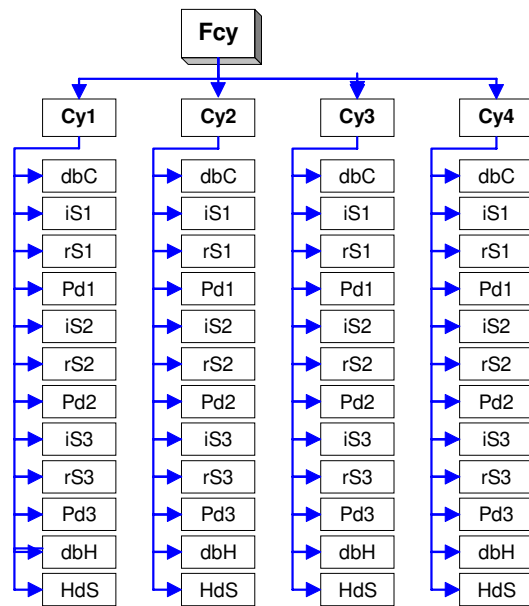 Fcy
Cy1 Cy2 Cy3 Cy4
dbC dbC dbC dbC
iS1 iS1 iS1 iS1
rS1 rS1 rS1 rS1
Pd1 Pd1 Pd1 Pd1
iS2 iS2 iS2 iS2
rS2 rS2 rS2 rS2
Pd2 Pd2 Pd2 Pd2
iS3 iS3 iS3 iS3
rS3 rS3 rS3 rS3
Pd3 Pd3 Pd3 Pd3
dbH dbH dbH dbH
HdS HdS HdS HdS